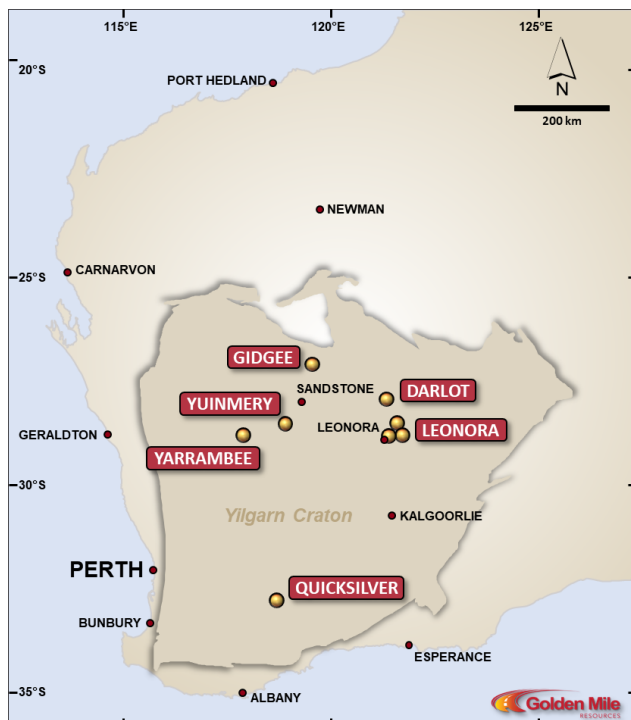 115°E
120°E
125°E
20°S
PORT HEDLAND
N
200 km
NEWMAN
25°S
CARNARVON
GIDGEE
SANDSTONE
DARLOT
YUINMERY
LEONORA
LEONORA
GERALDTON
YARRAMBEE
30°S
Yilgarn Craton
KALGOORLIE
PERTH
QUICKSILVER
BUNBURY
ESPERANCE
35°S
ALBANY
Golden Mile
RESOURCES